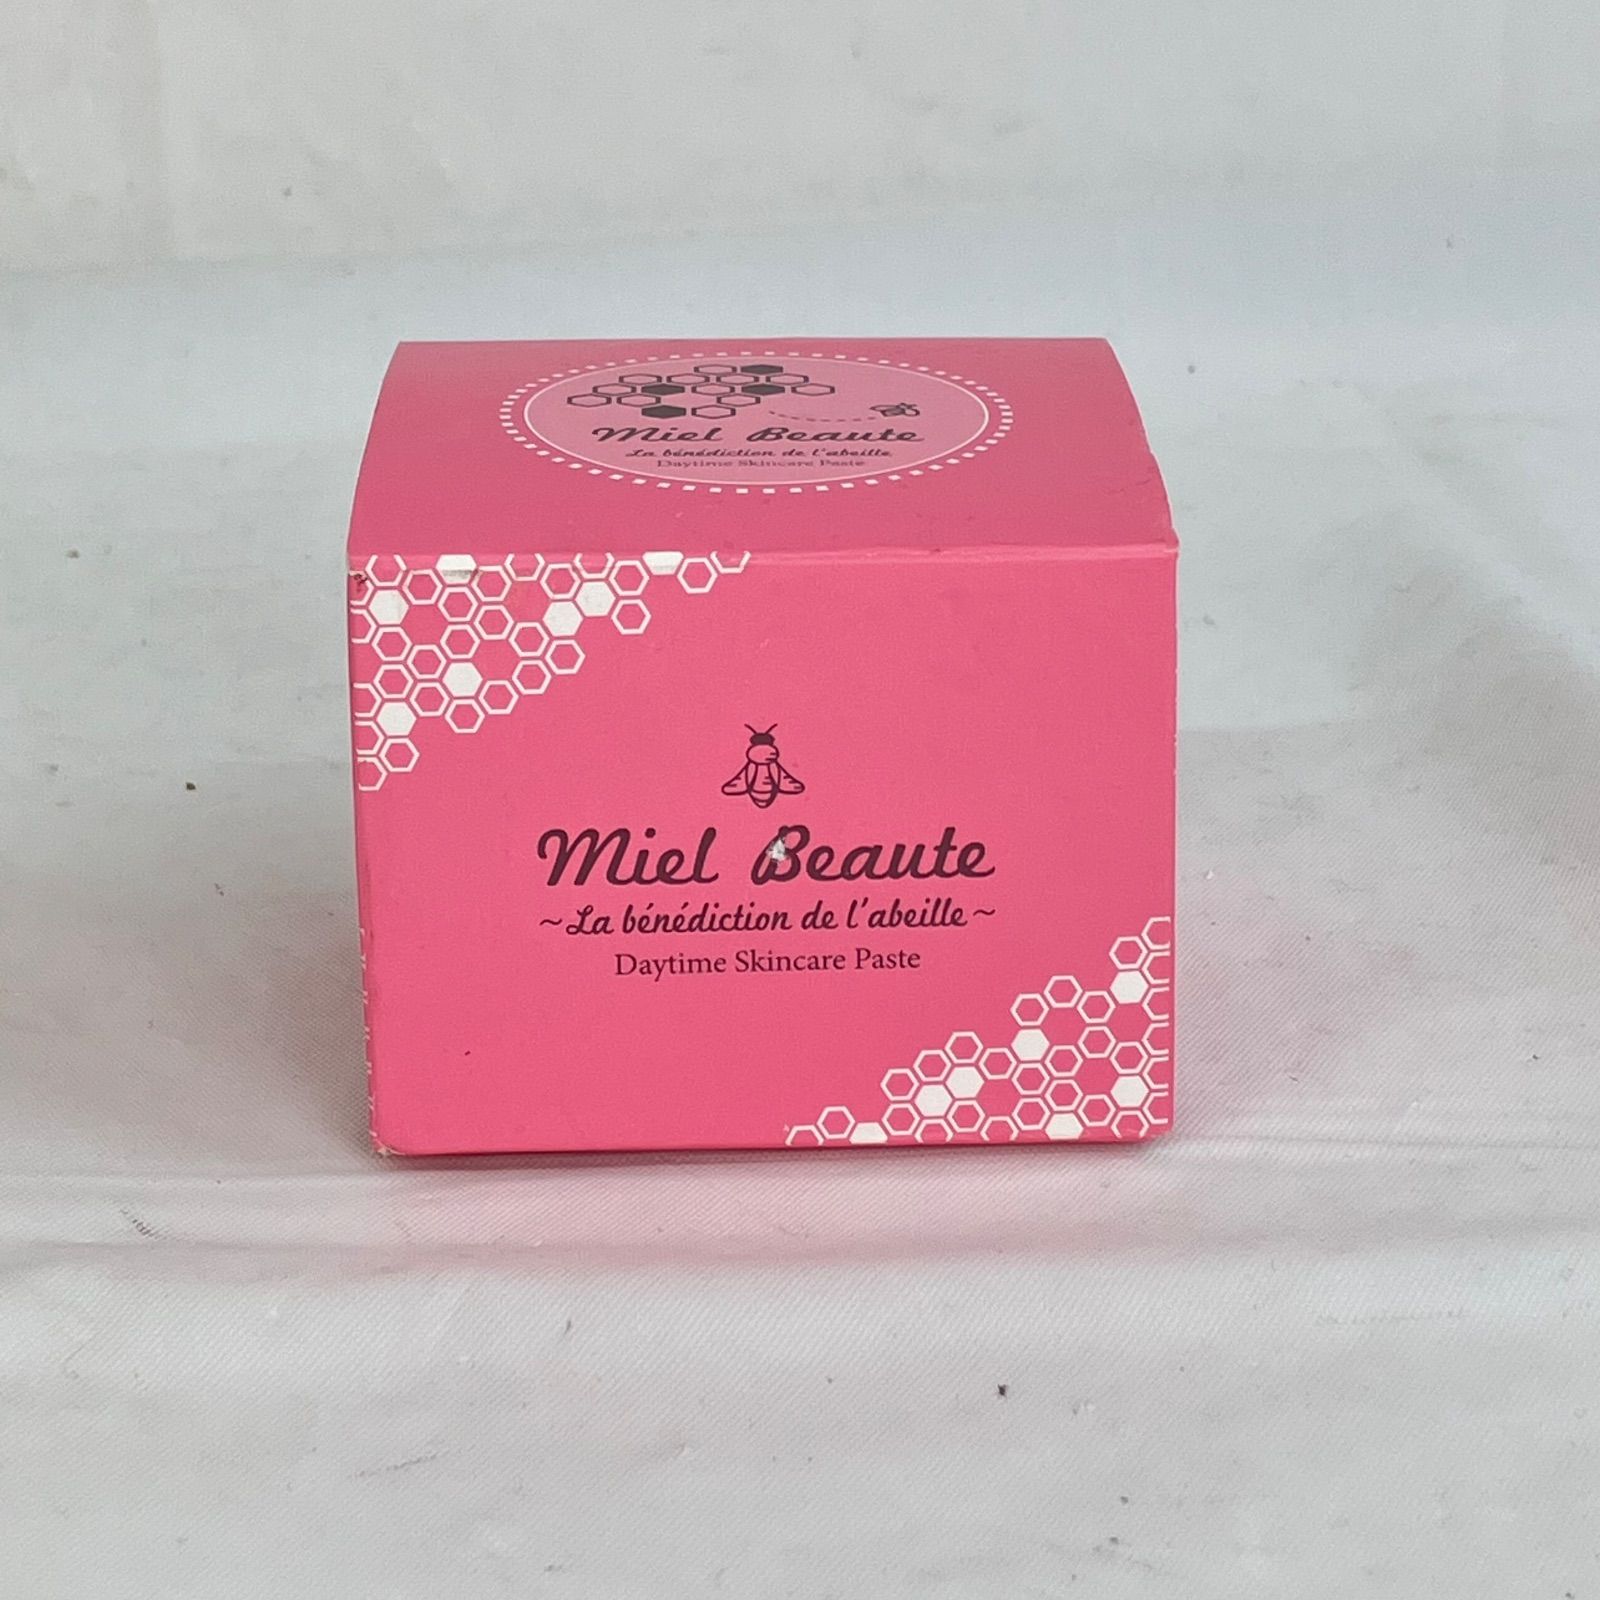 Miel Beaute
La bénédiction de l'abeille
Daytime Skincare Paste
Miel Beaute
~La bénédiction de l'abeille~
Daytime Skincare Paste